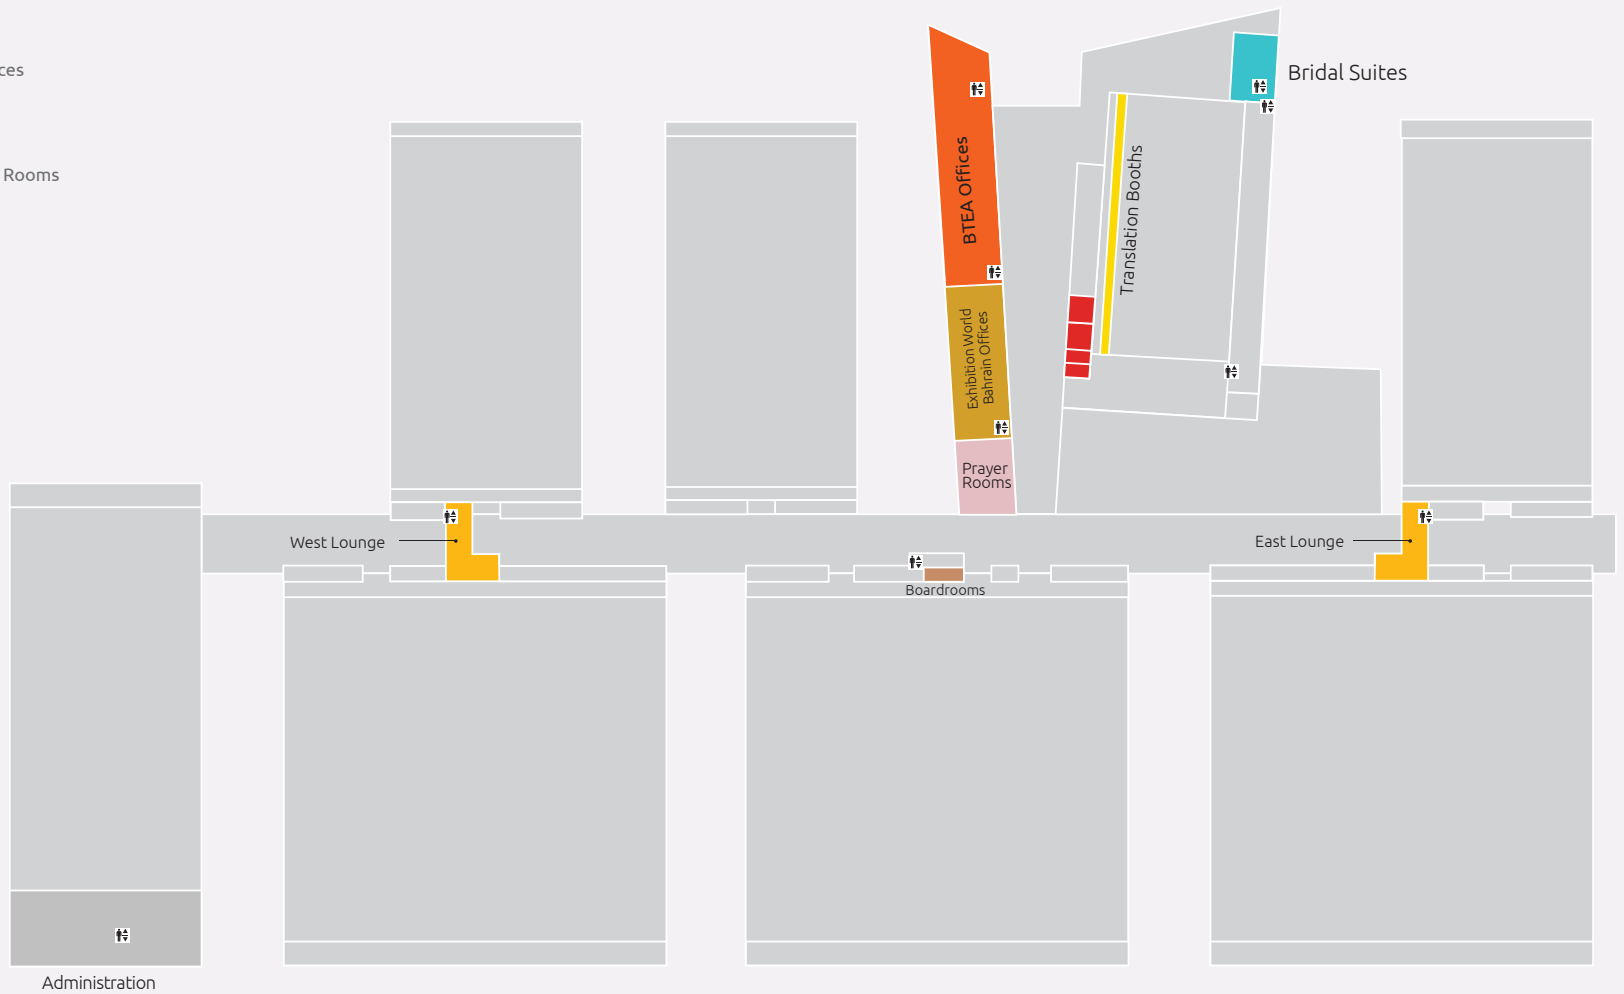 ces
Rooms
Bridal Suites
BTEA Offices
Translation Booths
Exhibition World
Bahrain Offices
Prayer
Rooms
West Lounge
East Lounge
Boardrooms
Administration